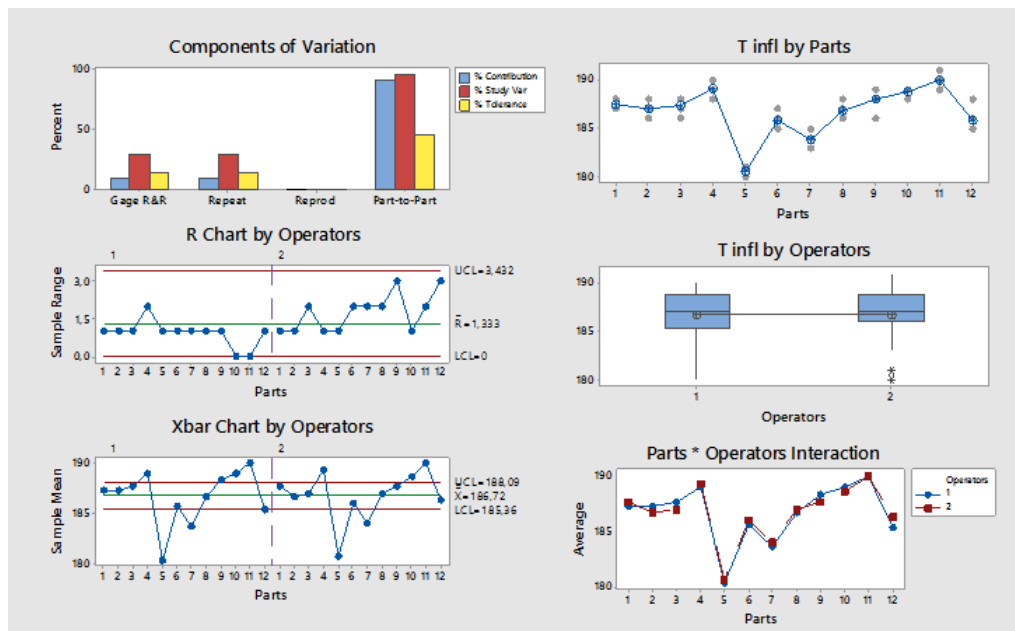 Components of Variation
100
50
0
Percent
Gage R&R Repeat Reprod Part-to-Part
% Contribution
% Study Var
% Tolerance
T infl by Parts
190
185
180
1 2 3 4 5 6 7 8 9 10 11 12
Parts
R Chart by Operators
1 2
Sample Range
3,0
1,5
0,0
UCL=3,432
R=1,333
LCL=0
1 2 3 4 5 6 7 8 9 10 11 12 1 2 3 4 5 6 7 8 9 10 11 12
Parts
T infl by Operators
190
185
180
1 2
Operators
Xbar Chart by Operators
1 2
Sample Mean
190
185
180
UCL=188,09
X=186,72
LCL=185,36
1 2 3 4 5 6 7 8 9 10 11 12 1 2 3 4 5 6 7 8 9 10 11 12
Parts
Parts * Operators Interaction
Average
190
185
180
1 2 3 4 5 6 7 8 9 10 11 12
Parts
Operators
1
2